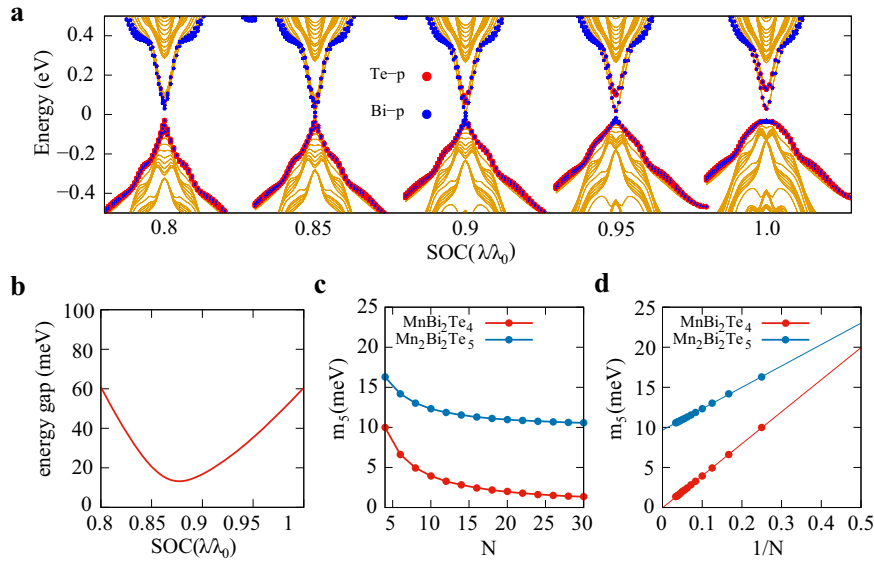 a
Energy (eV)
0.4
0.2
0
−0.2
−0.4
Te−p
Bi−p
0.8 0.85 0.9 0.95 1.0
SOC(λ/λ0)
b
energy gap (meV)
100
80
60
40
20
0
0.8 0.85 0.9 0.95 1
SOC(λ/λ0)
c
m5(meV)
25
20
15
10
5
0
MnBi2Te4
Mn2Bi2Te5
5 10 15 20 25 30
N
d
m5(meV)
25
20
15
10
5
0
MnBi2Te4
Mn2Bi2Te5
0 0.1 0.2 0.3 0.4 0.5
1/N